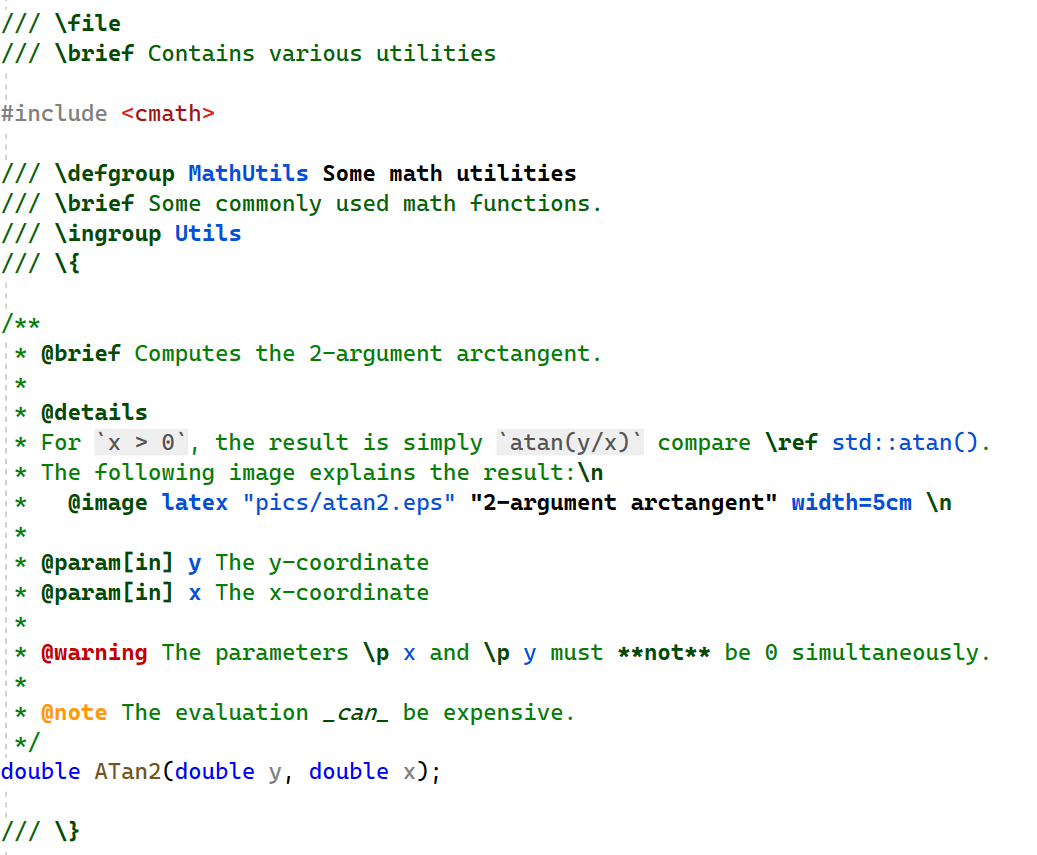 /// \file
/// \brief Contains various utilities
#include <cmath>
/// \defgroup MathUtils Some math utilities
/// \brief Some commonly used math functions.
/// \ingroup Utils
/// \{
/**
 * @brief Computes the 2-argument arctangent.
 *
 * @details
 * For `x > 0`, the result is simply `atan(y/x)` compare \ref std::atan().
 * The following image explains the result:\n
 *   @image latex "pics/atan2.eps" "2-argument arctangent" width=5cm \n
 *
 * @param[in] y The y-coordinate
 * @param[in] x The x-coordinate
 *
 * @warning The parameters \p x and \p y must **not** be 0 simultaneously.
 *
 * @note The evaluation _can_ be expensive.
 */
double ATan2(double y, double x);
/// \}